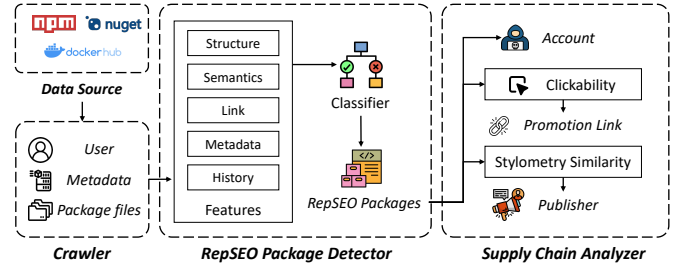 npm
nuget
dockerhub
Data Source
User
Metadata
Package files
Crawler
Structure
Semantics
Link
Metadata
History
Features
Classifier
</>
RepSEO Packages
RepSEO Package Detector
Account
Clickability
Promotion Link
Stylometry Similarity
Publisher
Supply Chain Analyzer